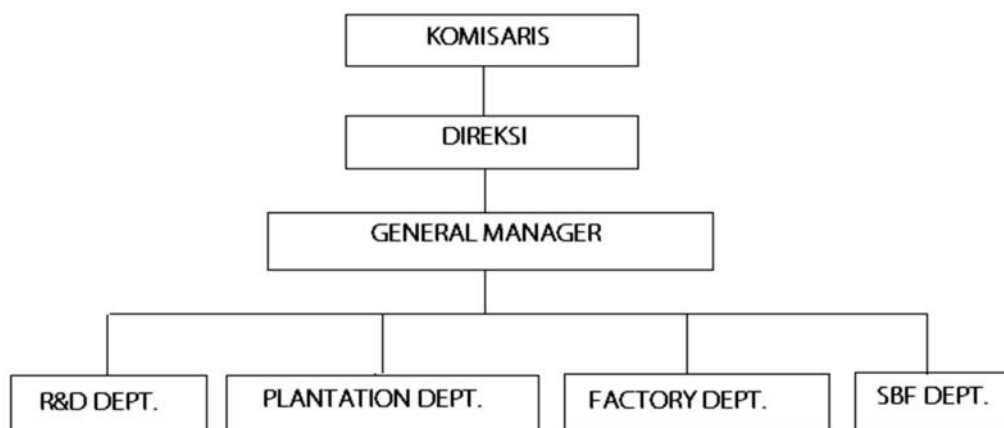 KOMISARIS
DIREKSI
GENERAL MANAGER
R&D DEPT.
PLANTATION DEPT.
FACTORY DEPT.
SBF DEPT.